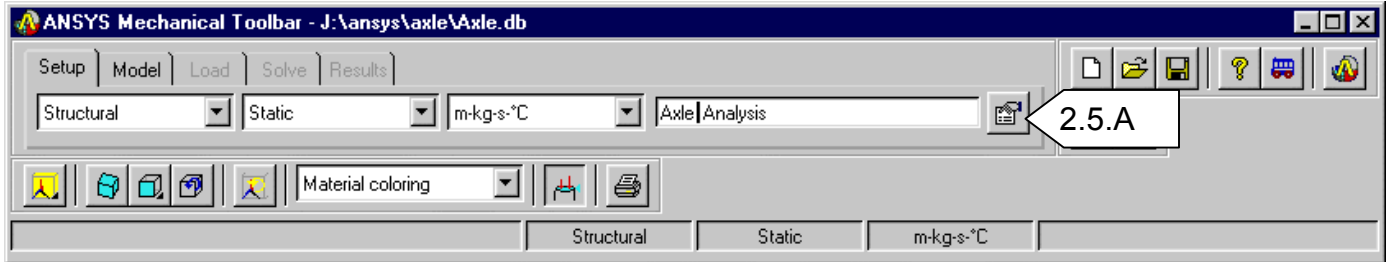 ANSYS Mechanical Toolbar - J:\ansys\axle\Axle.db
Setup Model Load Solve Results
Structural Static m-kg-s-°C Axle Analysis 2.5.A
Material coloring
Structural Static m-kg-s-°C